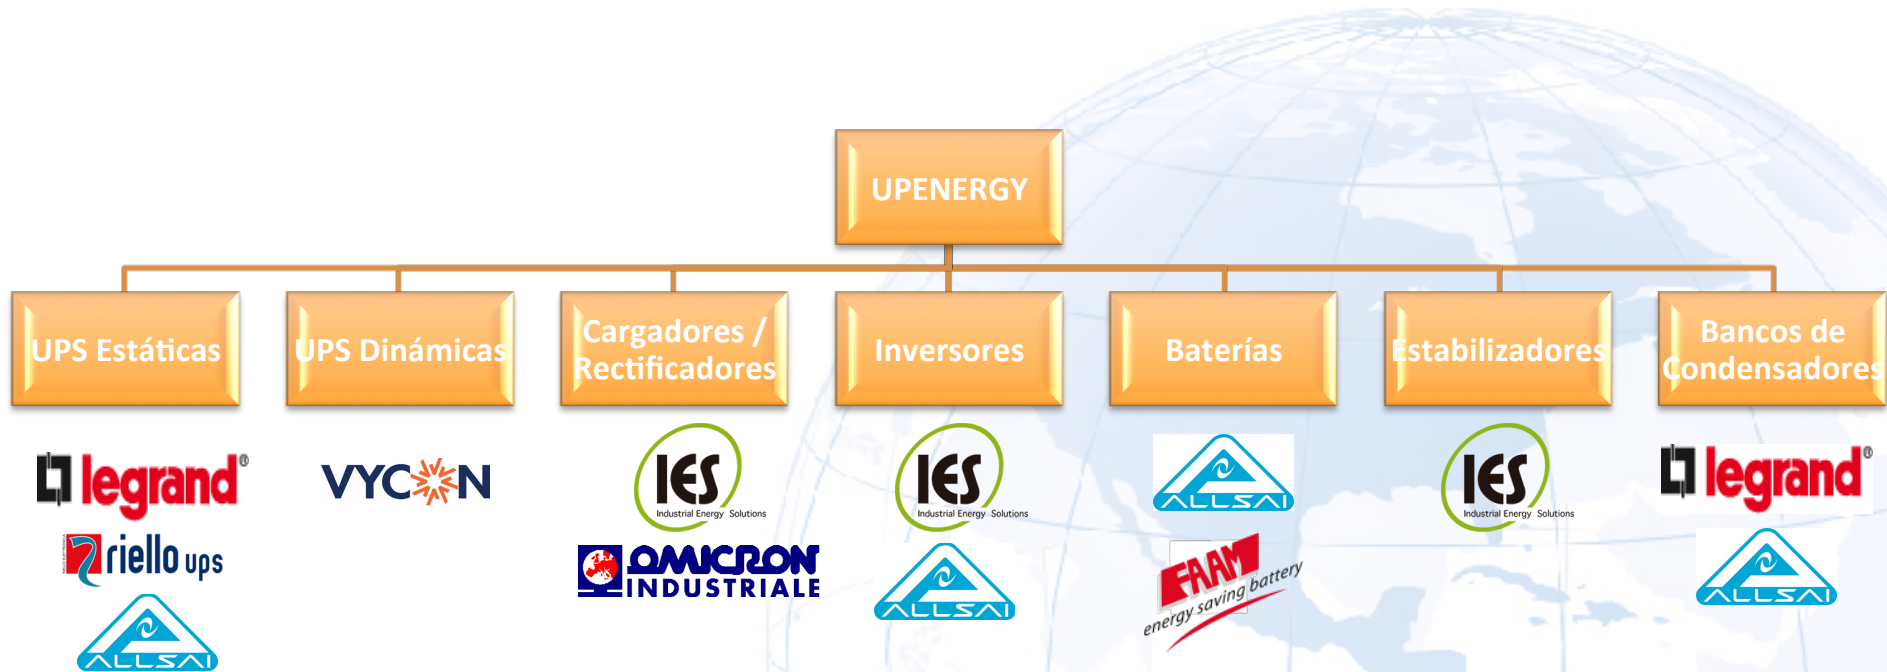 UPENERGY
UPS Estáticas
UPS Dinámicas
Cargadores /
Rectificadores
Inversores
Baterías
Estabilizadores
Bancos de
Condensadores
legrand®
riello ups
ALLSAI
VYCON
IES
Industrial Energy Solutions
OMICRON
INDUSTRIALE
IES
Industrial Energy Solutions
ALLSAI
ALLSAI
FAAM
energy saving battery
IES
Industrial Energy Solutions
legrand®
ALLSAI